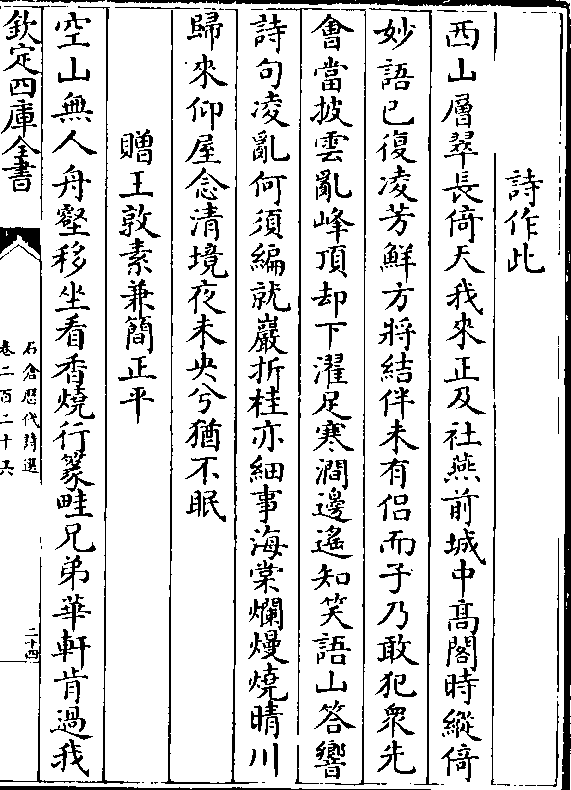 詩作此
西山層翠長倚天我來正及社燕前城中高閣時縱倚
妙語已復凌芳鮮方將結伴未有侣而子乃敢犯衆先
㑹當披雲亂峰頂却下濯足寒澗邊遙知笑語山答響
詩句凌亂何須編就巖折桂亦細事海棠爛熳燒晴川
歸來仰屋念清境夜未央兮猶不眠
贈王敦素兼簡正平
空山無人舟壑移坐看香燒行篆畦兄弟華軒肯過我
欽定四庫全書
石倉歷代詩選
卷二百二十六
二十四